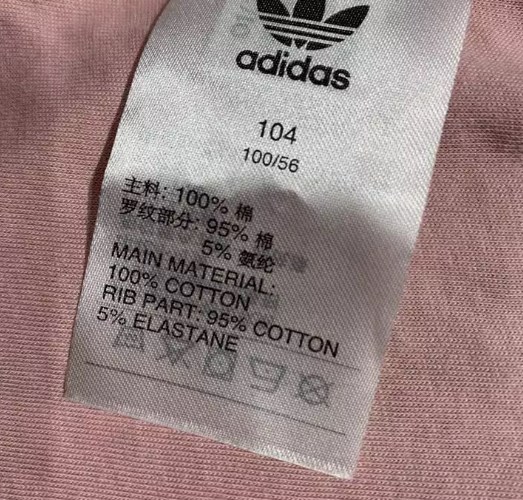 adidas
104
100/56
主料: 100% 棉
罗纹部分: 95% 棉
5% 氨纶
MAIN MATERIAL:
100% COTTON
RIB PART: 95% COTTON
5% ELASTANE